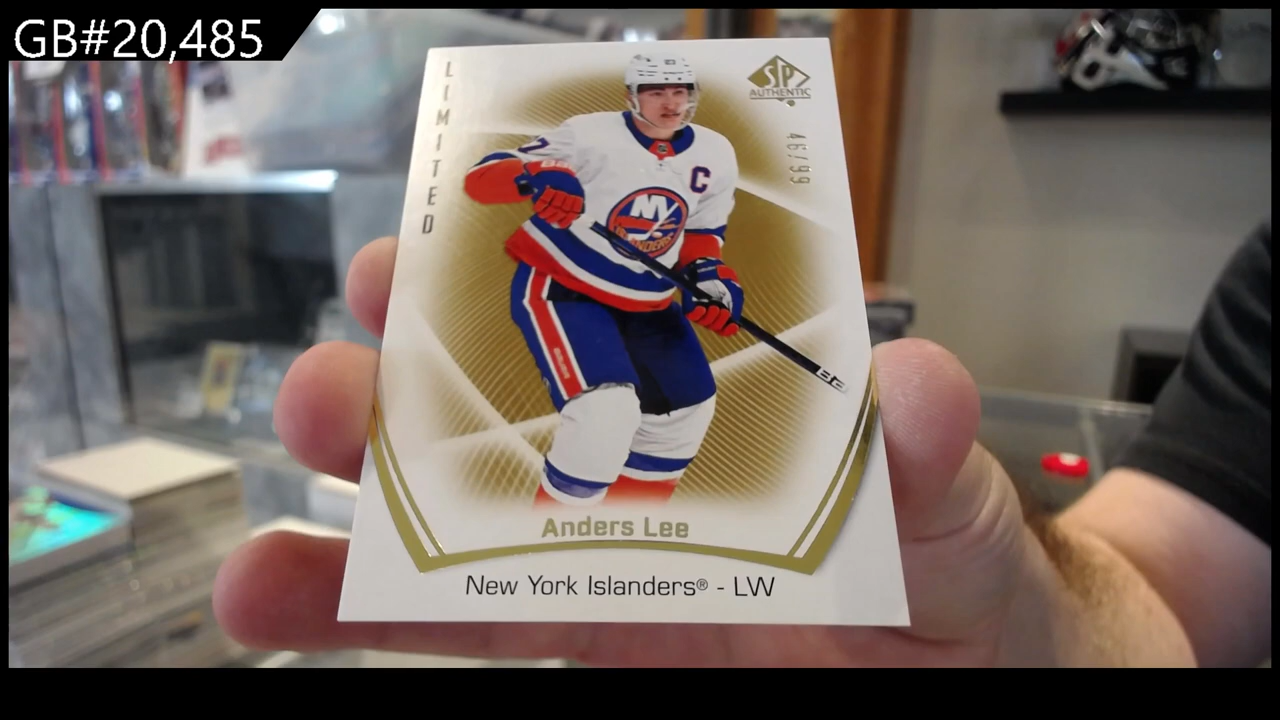 GB#20,485
LIMITED
SP
AUTHENTIC
46/99
C
NY
ISLANDERS
Anders Lee
New York Islanders® - LW